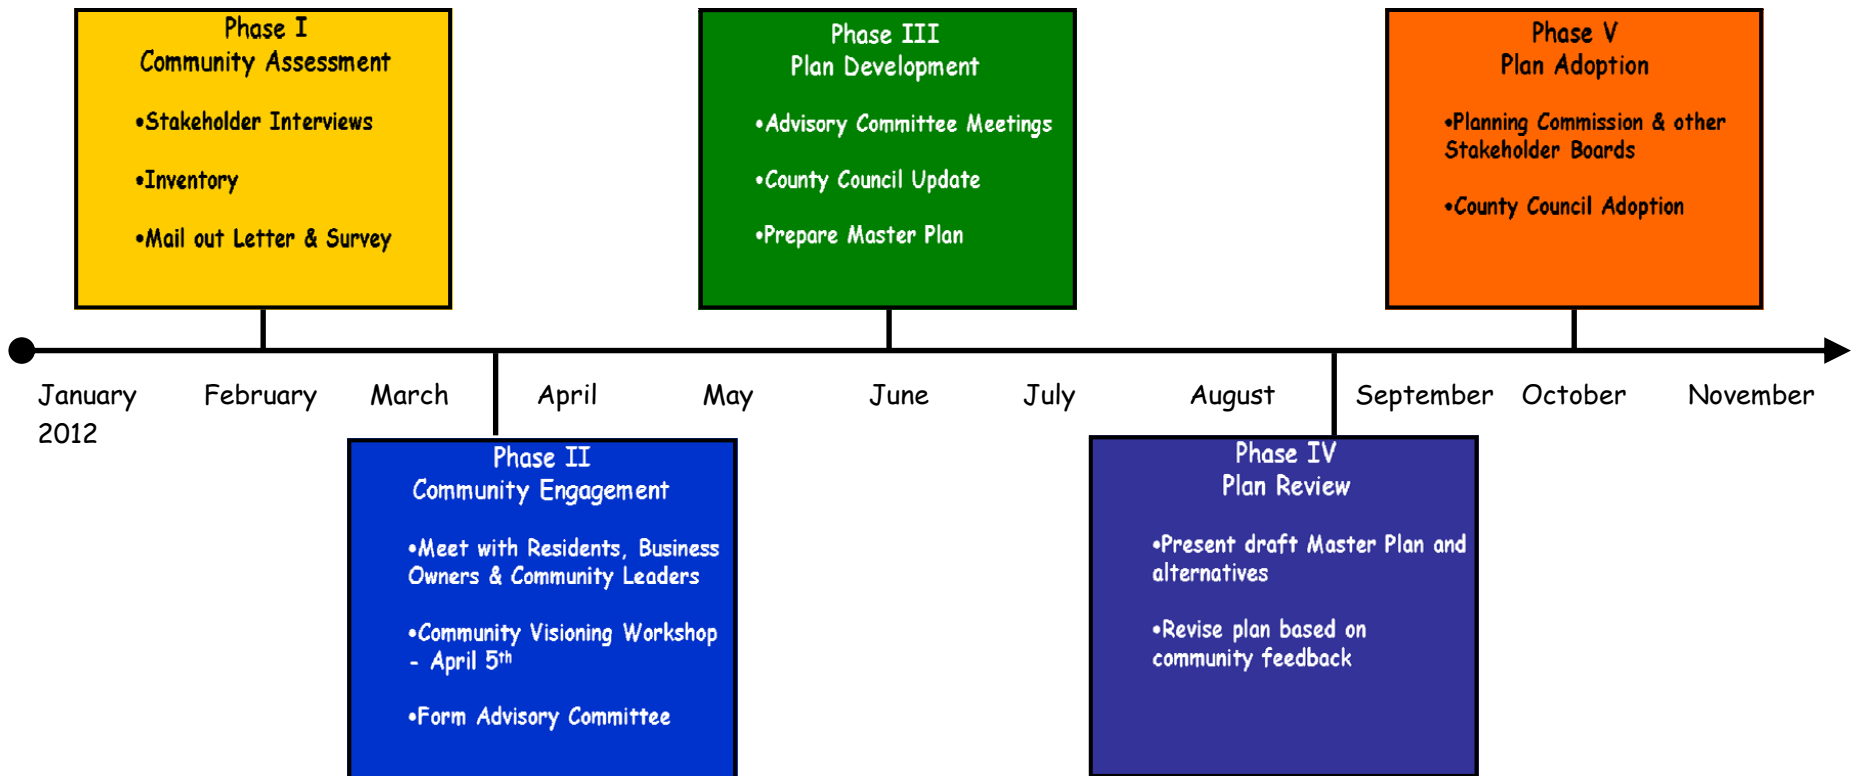 Phase I
Community Assessment
•Stakeholder Interviews
•Inventory
•Mail out Letter & Survey
Phase III
Plan Development
•Advisory Committee Meetings
•County Council Update
•Prepare Master Plan
Phase V
Plan Adoption
•Planning Commission & other
Stakeholder Boards
•County Council Adoption
January February March April May June July August September October November
2012
Phase II
Community Engagement
•Meet with Residents, Business
Owners & Community Leaders
•Community Visioning Workshop
- April 5th
•Form Advisory Committee
Phase IV
Plan Review
•Present draft Master Plan and
alternatives
•Revise plan based on
community feedback